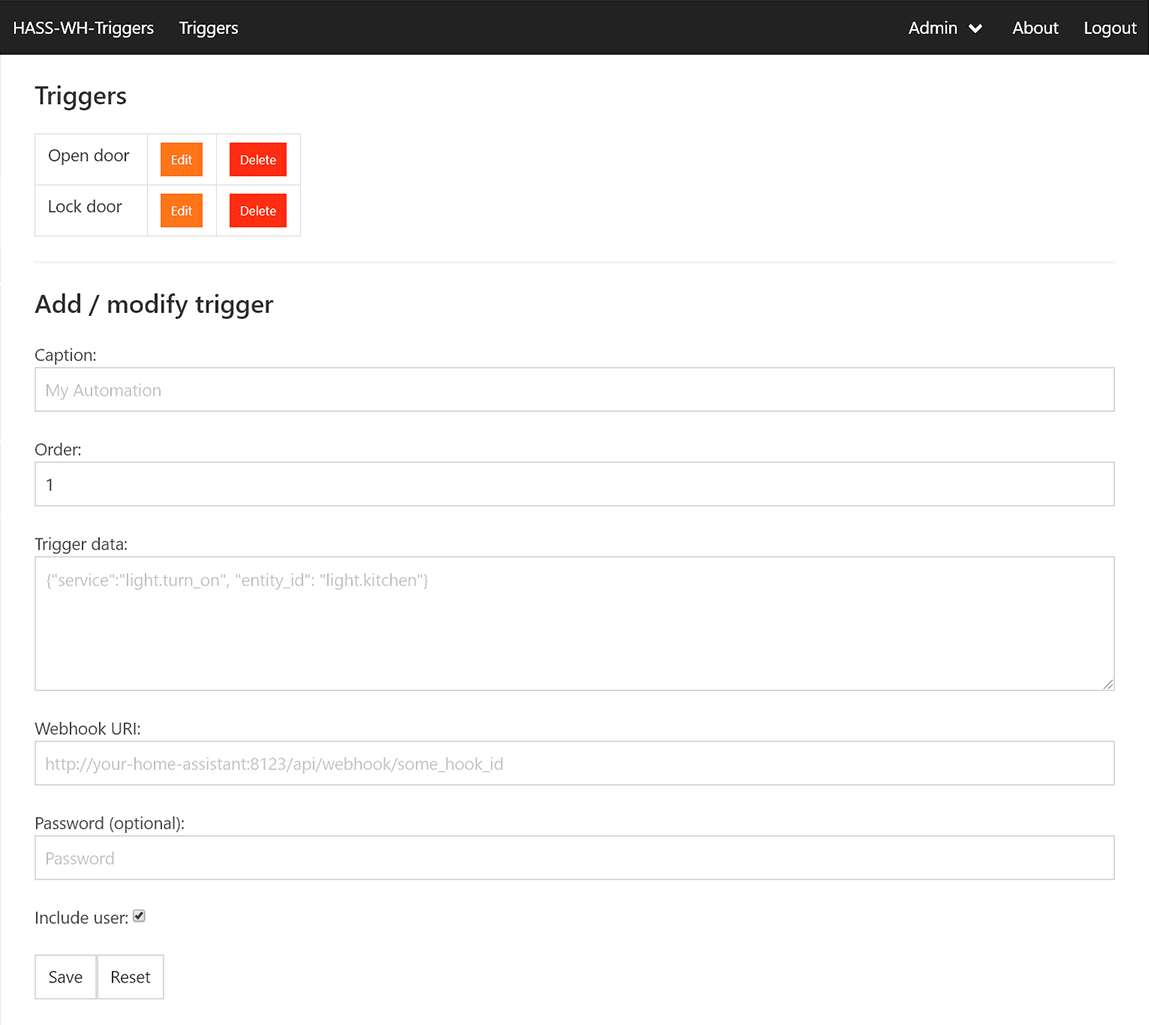 HASS-WH-Triggers Triggers Admin About Logout
Triggers
Open door Edit Delete
Lock door Edit Delete
Add / modify trigger
Caption:
My Automation
Order:
1
Trigger data:
{"service":"light.turn_on", "entity_id": "light.kitchen"}
Webhook URI:
http://your-home-assistant:8123/api/webhook/some_hook_id
Password (optional):
Password
Include user:
Save Reset